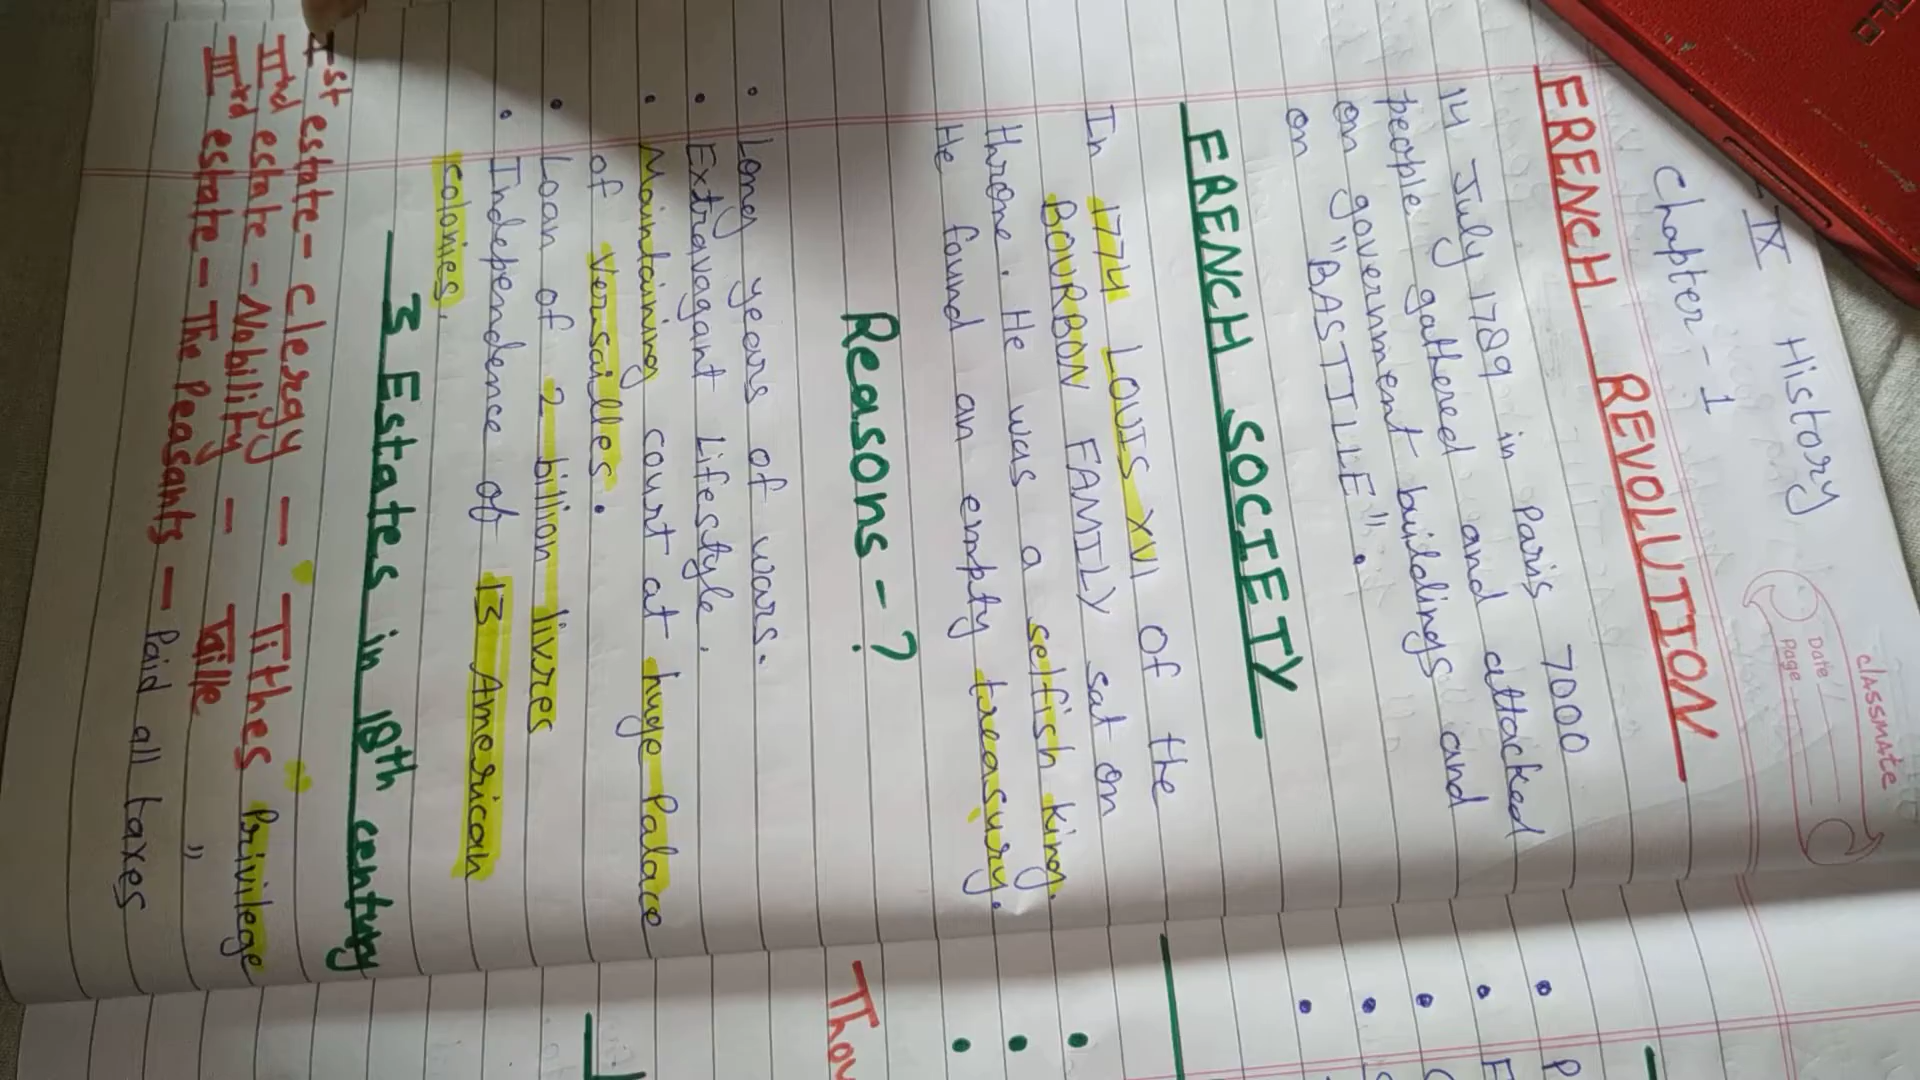 IX History
Chapter - 1
classmate
Date
Page
FRENCH REVOLUTION
14 July 1789 in Paris 7000
people gathered and attacked
on government buildings and
on "BASTILLE".
FRENCH SOCIETY
In 1774 LOUIS XVI of the
BOURBON FAMILY sat on
throne. He was a selfish king.
He found an empty treasury.
Reasons - ?
• Long years of wars.
• Extravagant Lifestyle.
• Maintaining court at huge Palace
of Versailles.
• Loan of 2 billion livres
• Independence of 13 American
colonies.
3 Estates in 18th century
Ist estate - Clergy - Tithes Privilege
IInd estate - Nobility - Taille "
IIIrd estate - The Peasants - Paid all taxes